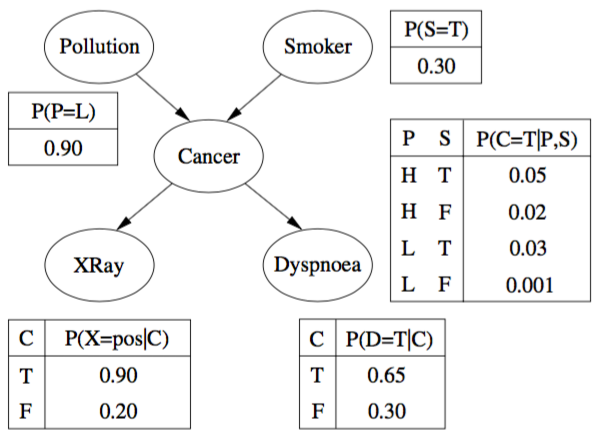 Pollution
Smoker
P(S=T)
0.30
P(P=L)
0.90
Cancer
P S P(C=T|P,S)
H T 0.05
H F 0.02
L T 0.03
L F 0.001
XRay
Dyspnoea
C P(X=pos|C)
T 0.90
F 0.20
C P(D=T|C)
T 0.65
F 0.30